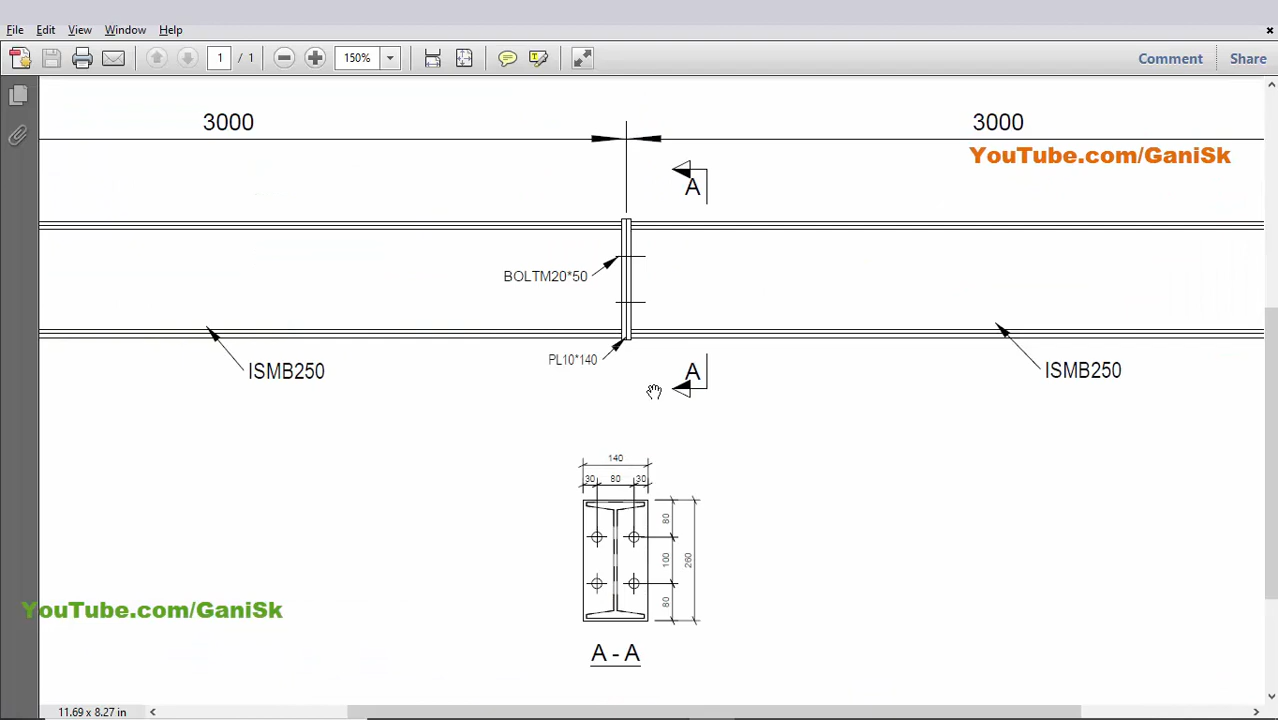 File Edit View Window Help
1 / 1 150% Comment Share
3000 3000
YouTube.com/GaniSk
A
BOLTM20*50
PL10*140
A
ISMB250 ISMB250
140
30 80 30
80
100 260
80
YouTube.com/GaniSk
A - A
11.69 x 8.27 in